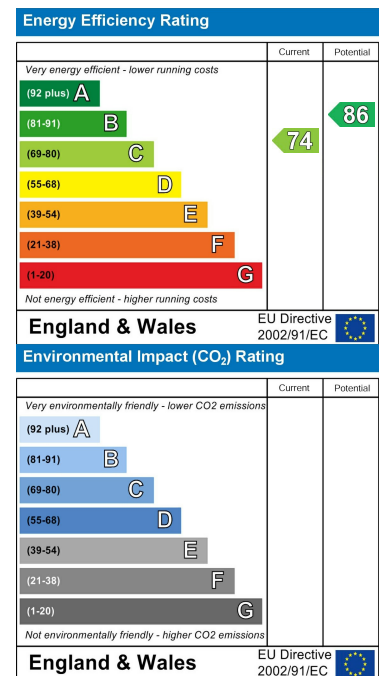 Energy Efficiency Rating
Current Potential
Very energy efficient - lower running costs
(92 plus) A
(81-91) B
(69-80) C
(55-68) D
(39-54) E
(21-38) F
(1-20) G
74
86
Not energy efficient - higher running costs
England & Wales
EU Directive
2002/91/EC
Environmental Impact (CO₂) Rating
Current Potential
Very environmentally friendly - lower CO2 emissions
(92 plus) A
(81-91) B
(69-80) C
(55-68) D
(39-54) E
(21-38) F
(1-20) G
Not environmentally friendly - higher CO2 emissions
England & Wales
EU Directive
2002/91/EC